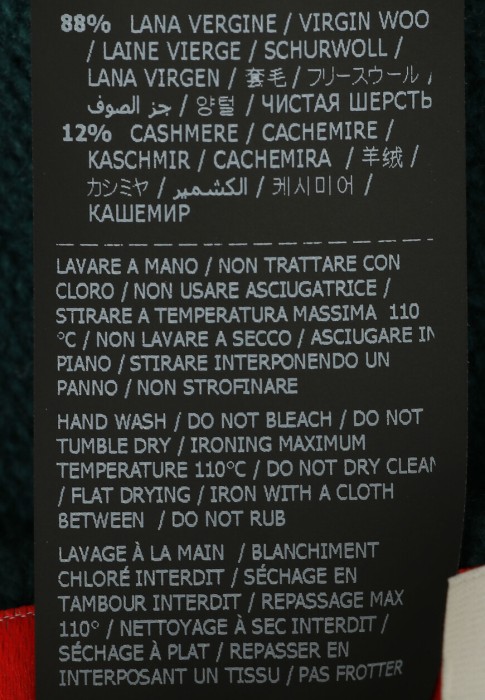 88% LANA VERGINE / VIRGIN WOO
/ LAINE VIERGE / SCHURWOLL /
LANA VIRGEN / 套毛 / フリースウール /
جز الصوف / 양털 / ЧИСТАЯ ШЕРСТЬ
12% CASHMERE / CACHEMIRE /
KASCHMIR / CACHEMIRA / 羊绒 /
カシミヤ / الكشمير / 케시미어 /
КАШЕМИР
LAVARE A MANO / NON TRATTARE CON
CLORO / NON USARE ASCIUGATRICE /
STIRARE A TEMPERATURA MASSIMA 110
°C / NON LAVARE A SECCO / ASCIUGARE IN
PIANO / STIRARE INTERPONENDO UN
PANNO / NON STROFINARE
HAND WASH / DO NOT BLEACH / DO NOT
TUMBLE DRY / IRONING MAXIMUM
TEMPERATURE 110°C / DO NOT DRY CLEAN
/ FLAT DRYING / IRON WITH A CLOTH
BETWEEN / DO NOT RUB
LAVAGE À LA MAIN / BLANCHIMENT
CHLORÉ INTERDIT / SÉCHAGE EN
TAMBOUR INTERDIT / REPASSAGE MAX
110° / NETTOYAGE À SEC INTERDIT /
SÉCHAGE À PLAT / REPASSER EN
INTERPOSANT UN TISSU / PAS FROTTER